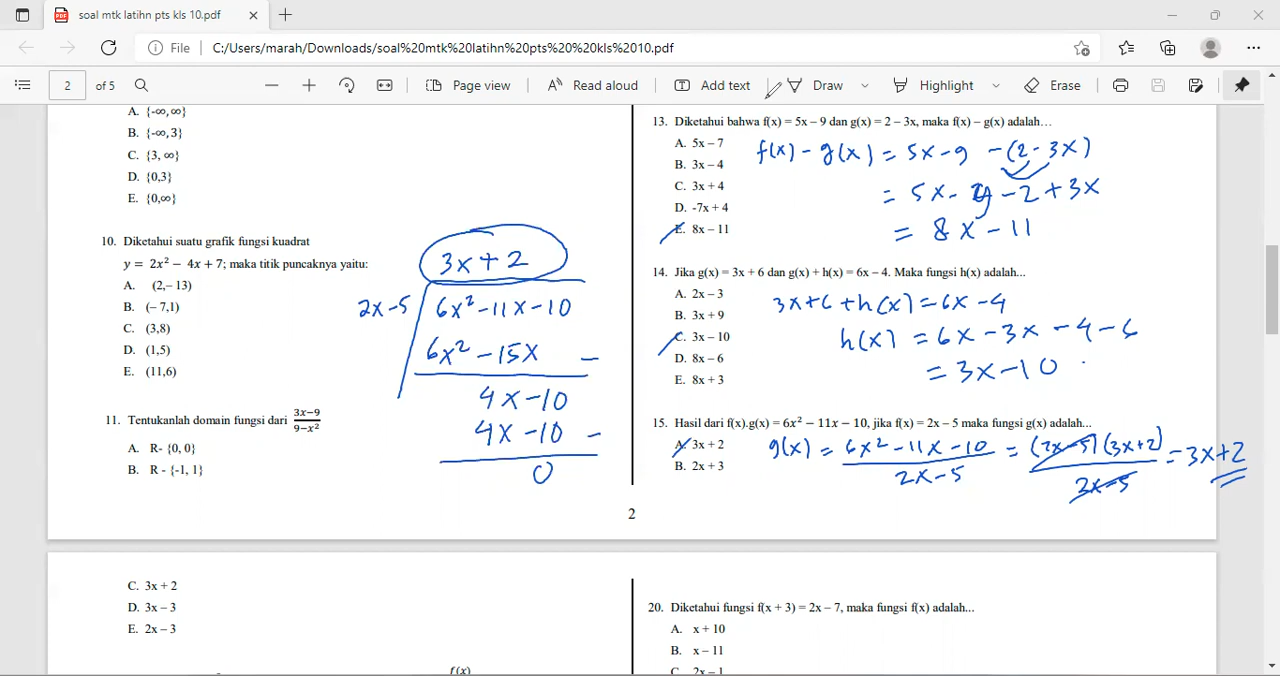 soal mtk latihn pts kls 10.pdf
File C:/Users/marah/Downloads/soal%20mtk%20latihn%20pts%20%20kls%2010.pdf
2 of 5 Page view Read aloud Add text Draw Highlight Erase
A. {-∞, ∞}
B. {-∞, 3}
C. {3, ∞}
D. {0,3}
E. {0,∞}
10. Diketahui suatu grafik fungsi kuadrat
y = 2x² − 4x + 7; maka titik puncaknya yaitu:
A. (2,− 13)
B. (− 7,1)
C. (3,8)
D. (1,5)
E. (11,6)
3x + 2
2x - 5 6x² - 11x - 10
6x² - 15x -
4x - 10
4x - 10 -
0
11. Tentukanlah domain fungsi dari (3x−9)/(9−x²)
A. R- {0, 0}
B. R - {-1, 1}
13. Diketahui bahwa f(x) = 5x – 9 dan g(x) = 2 – 3x, maka f(x) – g(x) adalah…
A. 5x – 7
B. 3x – 4
C. 3x + 4
D. -7x + 4
E. 8x – 11
f(x) - g(x) = 5x - 9 - (2 - 3x)
= 5x - 9 - 2 + 3x
= 8x - 11
14. Jika g(x) = 3x + 6 dan g(x) + h(x) = 6x – 4. Maka fungsi h(x) adalah...
A. 2x – 3
B. 3x + 9
C. 3x – 10
D. 8x – 6
E. 8x + 3
3x + 6 + h(x) = 6x - 4
h(x) = 6x - 3x - 4 - 6
= 3x - 10
15. Hasil dari f(x).g(x) = 6x² − 11x − 10, jika f(x) = 2x – 5 maka fungsi g(x) adalah...
A. 3x + 2
B. 2x + 3
g(x) = (6x² - 11x - 10)/(2x - 5) = (2x - 5)(3x + 2)/(2x - 5) = 3x + 2
2
C. 3x + 2
D. 3x – 3
E. 2x – 3
f(x)
20. Diketahui fungsi f(x + 3) = 2x – 7, maka fungsi f(x) adalah...
A. x + 10
B. x – 11
C. 2x – 1